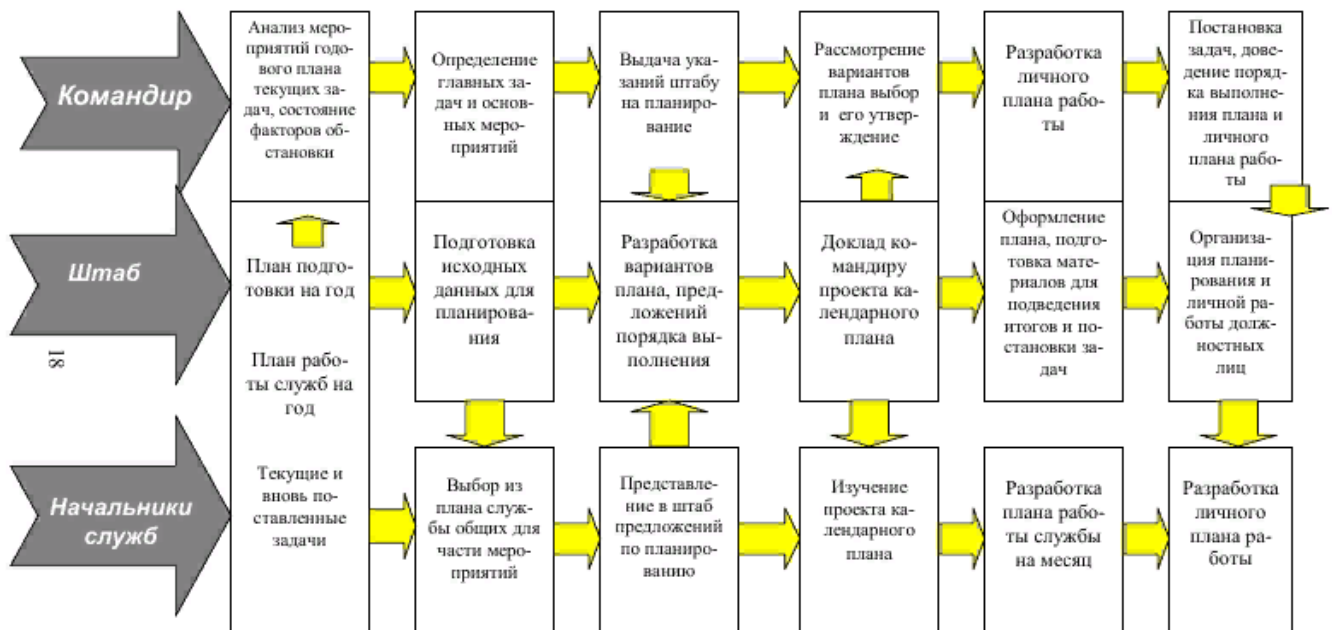 Командир
Анализ меро-
приятий годо-
вого плана
текущих за-
дач, состояние
факторов об-
становки
Определение
главных за-
дач и основ-
ных меро-
приятий
Выдача ука-
заний штабу
на планиро-
вание
Рассмотрение
вариантов
плана выбор
и его утвер-
ждение
Разработка
личного
плана рабо-
ты
Постановка
задач, дове-
дение поряд-
ка выполне-
ния плана и
личного
плана рабо-
ты
Штаб
План подго-
товки на год
План рабо-
ты служб на
год
Текущие и
вновь по-
ставленные
задачи
Подготовка
исходных
данных для
планирова-
ния
Разработка
вариантов
плана, пред-
ложений
порядка вы-
полнения
Доклад ко-
мандиру
проекта ка-
лендарного
плана
Оформление
плана, подго-
товка мате-
риалов для
подведения
итогов и по-
становки за-
дач
Организа-
ция плани-
рования и
личной ра-
боты долж-
ностных
лиц
18
Начальники
служб
Выбор из
плана служ-
бы общих для
части меро-
приятий
Представле-
ние в штаб
предложений
по планиро-
ванию
Изучение
проекта ка-
лендарного
плана
Разработка
плана рабо-
ты службы
на месяц
Разработка
личного
плана ра-
боты